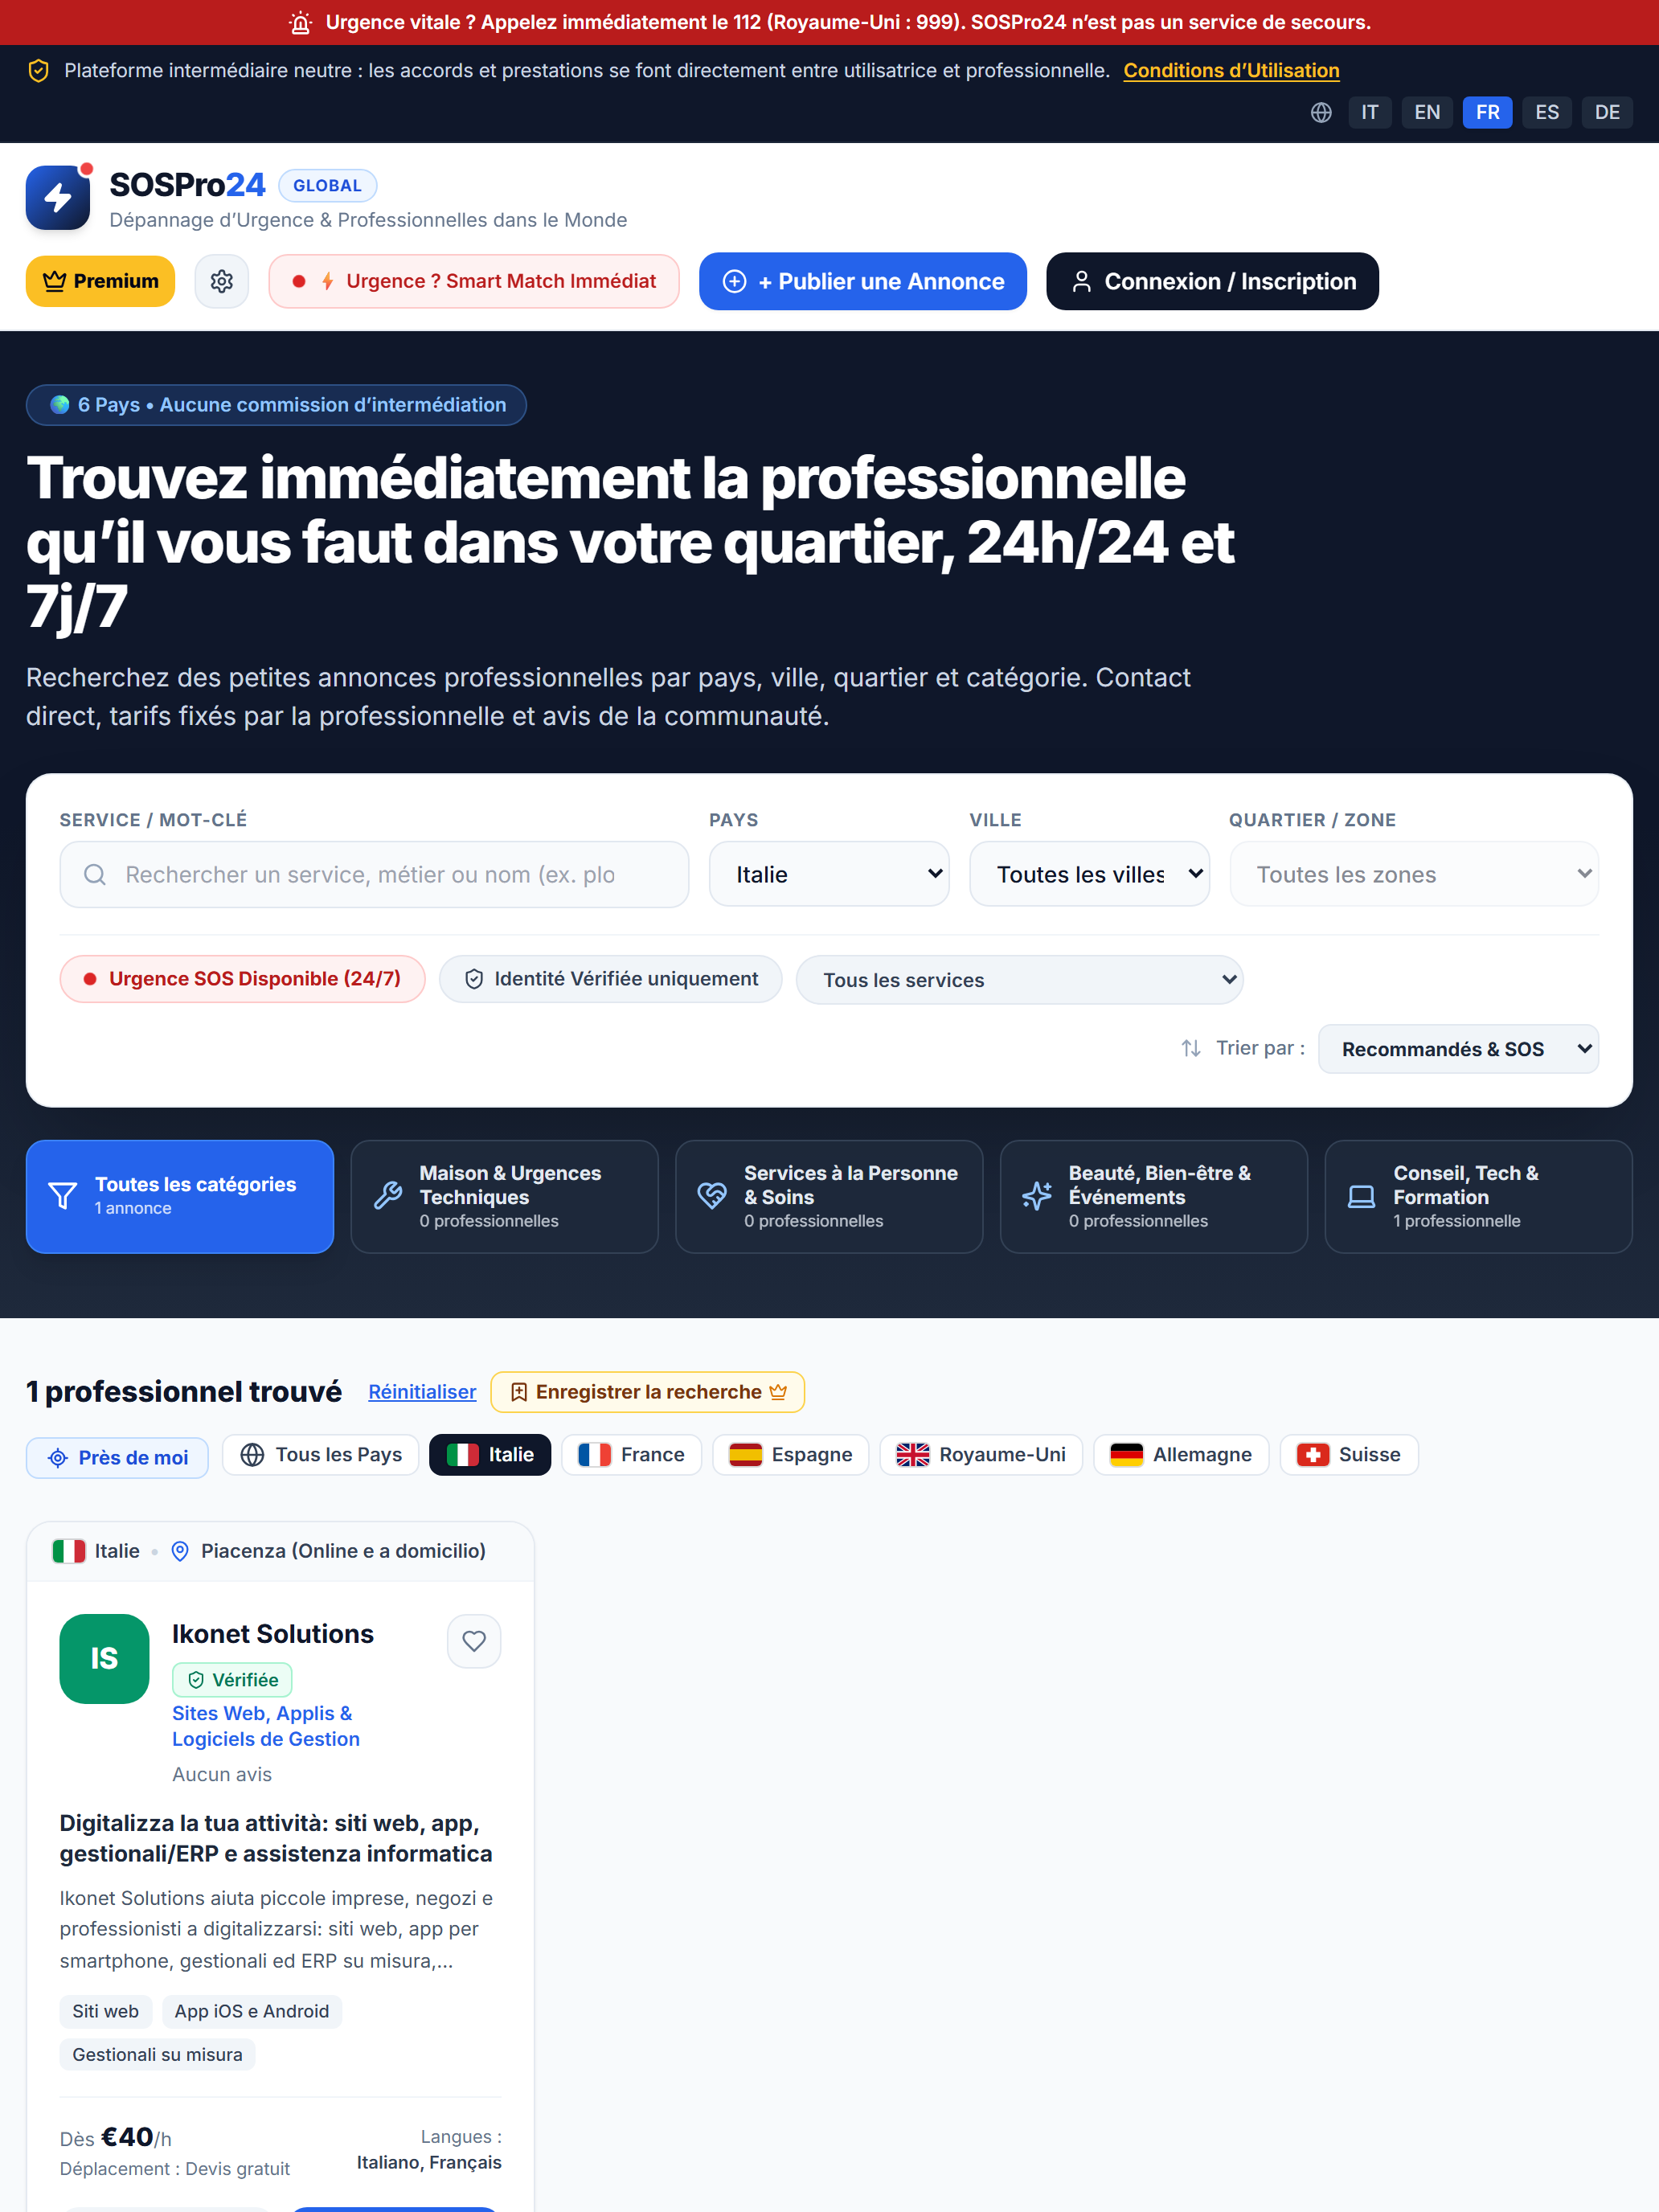 Urgence vitale ? Appelez immédiatement le 112 (Royaume-Uni : 999). SOSPro24 n’est pas un service de secours.
Plateforme intermédiaire neutre : les accords et prestations se font directement entre utilisatrice et professionnelle. Conditions d’Utilisation
IT EN FR ES DE
SOSPro24 GLOBAL
Dépannage d’Urgence & Professionnelles dans le Monde
Premium
Urgence ? Smart Match Immédiat
+ Publier une Annonce
Connexion / Inscription
6 Pays • Aucune commission d’intermédiation
Trouvez immédiatement la professionnelle
qu’il vous faut dans votre quartier, 24h/24 et
7j/7
Recherchez des petites annonces professionnelles par pays, ville, quartier et catégorie. Contact
direct, tarifs fixés par la professionnelle et avis de la communauté.
SERVICE / MOT-CLÉ PAYS VILLE QUARTIER / ZONE
Rechercher un service, métier ou nom (ex. plo Italie Toutes les villes Toutes les zones
Urgence SOS Disponible (24/7) Identité Vérifiée uniquement Tous les services
Trier par : Recommandés & SOS
Toutes les catégories
1 annonce
Maison & Urgences
Techniques
0 professionnelles
Services à la Personne
& Soins
0 professionnelles
Beauté, Bien-être &
Événements
0 professionnelles
Conseil, Tech &
Formation
1 professionnelle
1 professionnel trouvé Réinitialiser Enregistrer la recherche
Près de moi Tous les Pays Italie France Espagne Royaume-Uni Allemagne Suisse
Italie • Piacenza (Online e a domicilio)
IS
Ikonet Solutions
Vérifiée
Sites Web, Applis &
Logiciels de Gestion
Aucun avis
Digitalizza la tua attività: siti web, app,
gestionali/ERP e assistenza informatica
Ikonet Solutions aiuta piccole imprese, negozi e
professionisti a digitalizzarsi: siti web, app per
smartphone, gestionali ed ERP su misura,...
Siti web App iOS e Android
Gestionali su misura
Dès €40/h
Déplacement : Devis gratuit
Langues :
Italiano, Français